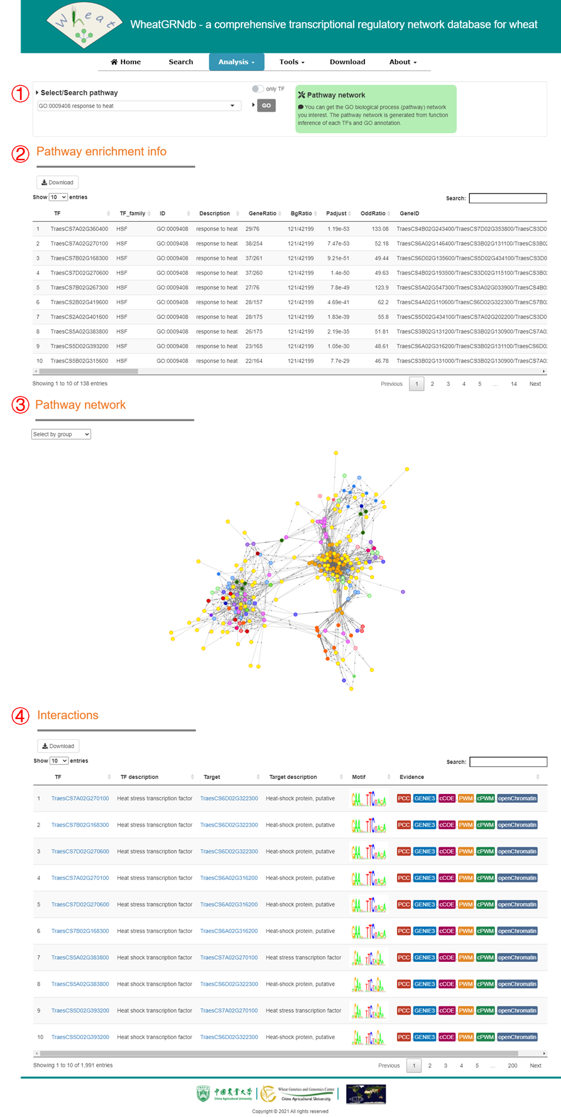 Wheat
WheatGRNdb - a comprehensive transcriptional regulatory network database for wheat
Home Search Analysis Tools Download About
①
Select/Search pathway
only TF
GO:0009408 response to heat
GO
Pathway network
You can get the GO biological process (pathway) network
you interest. The pathway network is generated from function
inference of each TFs and GO annotation.
② Pathway enrichment info
Download
Show 10 entries
Search:
TF TF_family ID Description GeneRatio BgRatio Padjust OddRatio GeneID
1 TraesCS7A02G360400 HSF GO:0009408 response to heat 29/76 121/42199 1.19e-53 133.08 TraesCS4B02G243400/TraesCS7D02G353800/TraesCS3D0
2 TraesCS7A02G270100 HSF GO:0009408 response to heat 38/254 121/42199 7.47e-53 52.18 TraesCS6A02G146400/TraesCS3B02G131100/TraesCS3B0
3 TraesCS7B02G168300 HSF GO:0009408 response to heat 37/261 121/42199 9.21e-51 49.44 TraesCS6D02G135600/TraesCS5D02G434100/TraesCS3D0
4 TraesCS7D02G270600 HSF GO:0009408 response to heat 37/260 121/42199 1.4e-50 49.63 TraesCS4B02G193500/TraesCS3D02G115100/TraesCS3B0
5 TraesCS7B02G267300 HSF GO:0009408 response to heat 27/76 121/42199 7.8e-49 123.9 TraesCS5A02G547300/TraesCS3A02G033900/TraesCS4B0
6 TraesCS2B02G419600 HSF GO:0009408 response to heat 28/157 121/42199 4.69e-41 62.2 TraesCS4A02G110600/TraesCS6D02G322300/TraesCS7B0
7 TraesCS2A02G401600 HSF GO:0009408 response to heat 28/175 121/42199 1.83e-39 55.8 TraesCS5D02G434100/TraesCS7A02G202200/TraesCS3D0
8 TraesCS5A02G383800 HSF GO:0009408 response to heat 26/175 121/42199 2.19e-35 51.81 TraesCS3B02G131200/TraesCS3B02G130900/TraesCS7A0
9 TraesCS5D02G393200 HSF GO:0009408 response to heat 23/165 121/42199 1.05e-30 48.61 TraesCS6A02G316200/TraesCS3B02G131100/TraesCS6D0
10 TraesCS5B02G315600 HSF GO:0009408 response to heat 22/164 121/42199 7.7e-29 46.78 TraesCS3B02G131100/TraesCS3B02G130900/TraesCS7A0
Showing 1 to 10 of 138 entries
Previous 1 2 3 4 5 ... 14 Next
③ Pathway network
Select by group
④ Interactions
Download
Show 10 entries
Search:
TF TF description Target Target description Motif Evidence
1 TraesCS7A02G270100 Heat stress transcription factor TraesCS6D02G322300 Heat-shock protein, putative PCC GENIE3 cCOE PWM cPWM openChromatin
2 TraesCS7B02G168300 Heat stress transcription factor TraesCS6D02G322300 Heat-shock protein, putative PCC GENIE3 cCOE PWM cPWM openChromatin
3 TraesCS7D02G270600 Heat stress transcription factor TraesCS6D02G322300 Heat-shock protein, putative PCC GENIE3 cCOE PWM cPWM openChromatin
4 TraesCS7A02G270100 Heat stress transcription factor TraesCS6A02G316200 Heat-shock protein, putative PCC GENIE3 cCOE PWM cPWM openChromatin
5 TraesCS7D02G270600 Heat stress transcription factor TraesCS6A02G316200 Heat-shock protein, putative PCC GENIE3 cCOE PWM cPWM openChromatin
6 TraesCS7B02G168300 Heat stress transcription factor TraesCS6A02G316200 Heat-shock protein, putative PCC GENIE3 cCOE PWM cPWM openChromatin
7 TraesCS5A02G383800 Heat shock transcription factor TraesCS7A02G270100 Heat stress transcription factor PCC GENIE3 cCOE PWM cPWM openChromatin
8 TraesCS5A02G383800 Heat shock transcription factor TraesCS6D02G322300 Heat-shock protein, putative PCC GENIE3 cCOE PWM cPWM openChromatin
9 TraesCS5D02G393200 Heat shock transcription factor TraesCS7A02G270100 Heat stress transcription factor PCC GENIE3 cCOE PWM cPWM openChromatin
10 TraesCS5D02G393200 Heat shock transcription factor TraesCS6D02G322300 Heat-shock protein, putative PCC GENIE3 cCOE PWM cPWM openChromatin
Showing 1 to 10 of 1,991 entries
Previous 1 2 3 4 5 ... 200 Next
中国农业大学
China Agricultural University
Wheat Genetics and Genomics Center
China Agricultural University
Copyright © 2021 All rights reserved